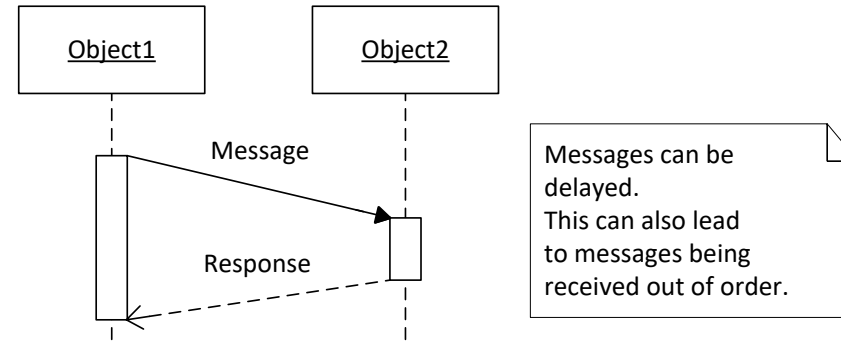 Object1
Object2
Message
Response
Messages can be
delayed.
This can also lead
to messages being
received out of order.